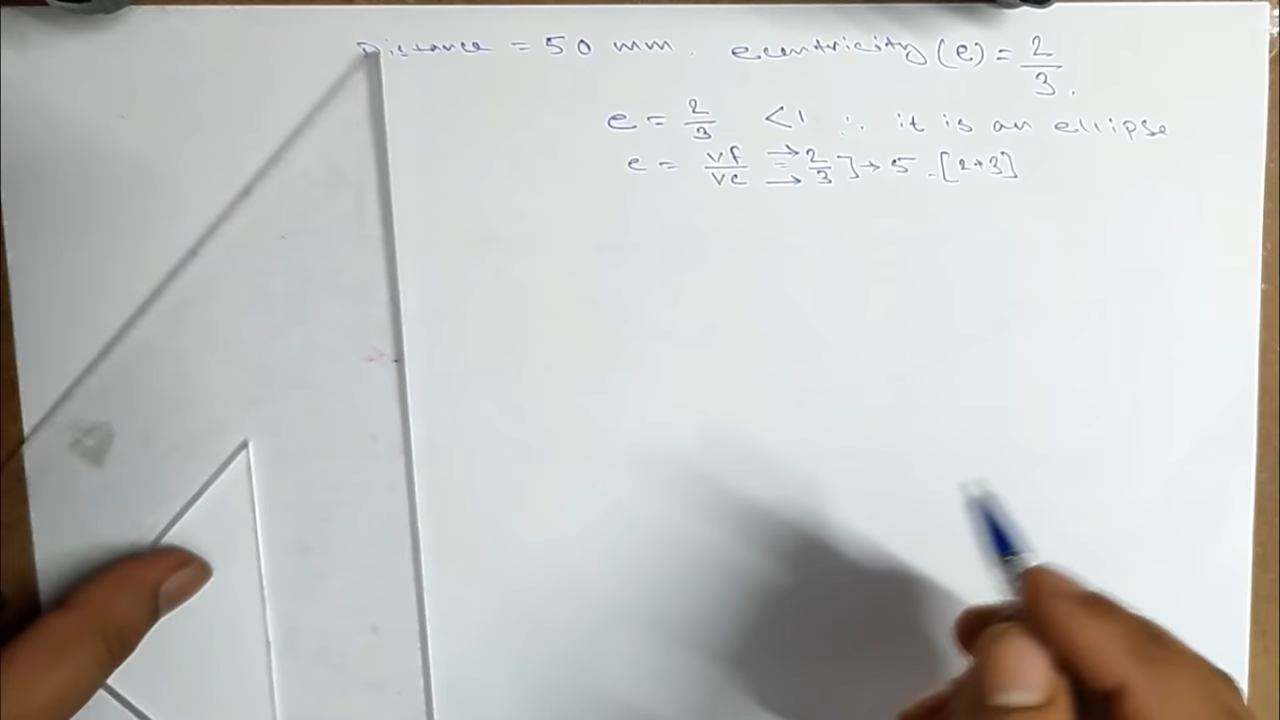 Distance = 50 mm. ecentricity (e) = 2/3.
e = 2/3 < 1 ∴ it is an ellipse
e = vf/vc → = 2/3 → ] → 5. [2+3]